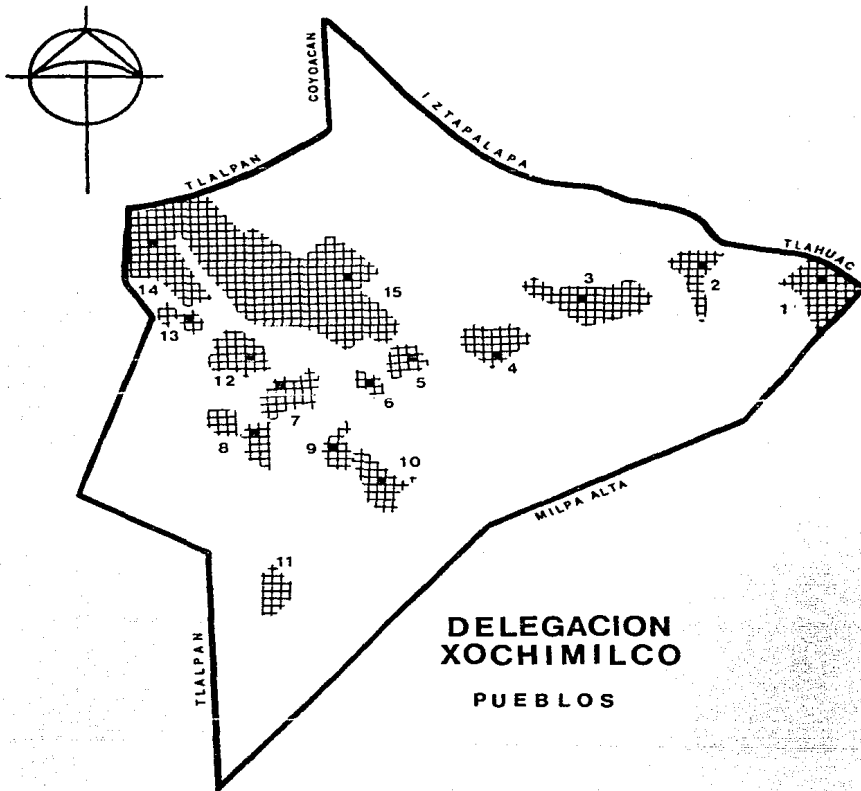 COYOACAN
IZTAPALAPA
TLALPAN
TLAHUAC
3
2
1
14
15
13
12
5
4
6
7
8
9
10
MILPA ALTA
11
TLALPAN
DELEGACION
XOCHIMILCO
PUEBLOS